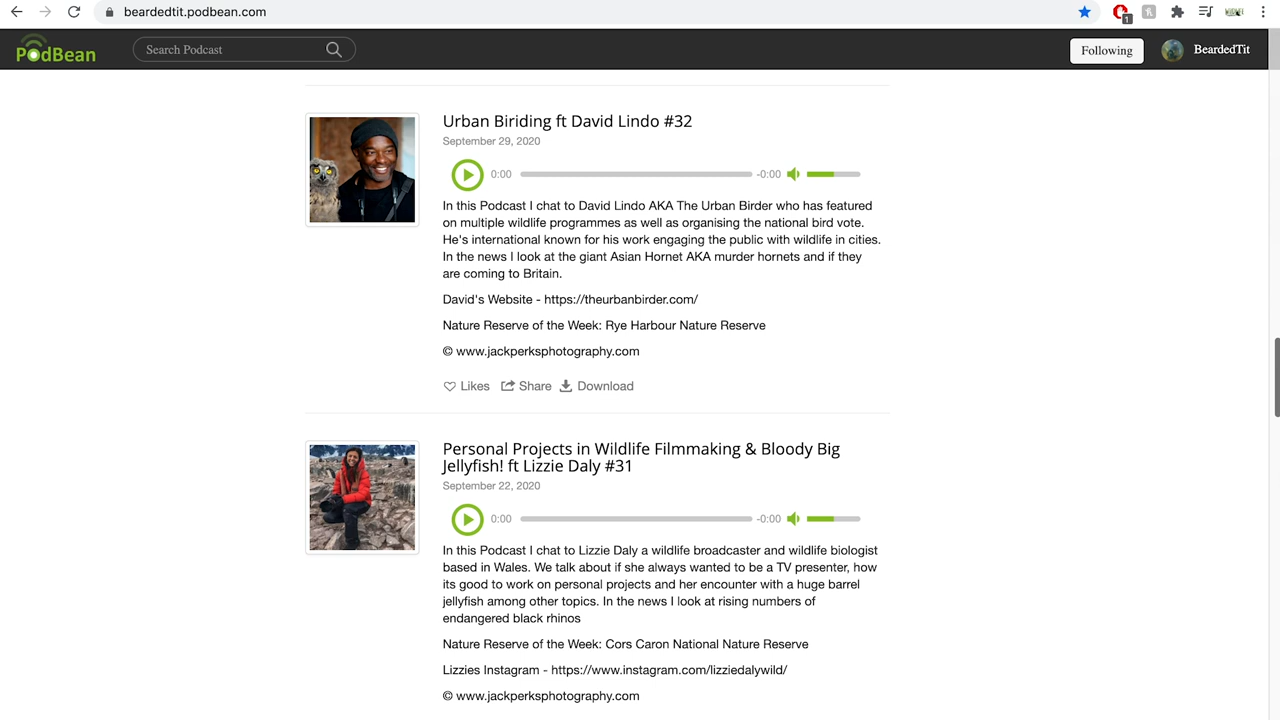 beardedtit.podbean.com
1
PodBean
Search Podcast
Following
BeardedTit
Urban Biriding ft David Lindo #32
September 29, 2020
0:00
-0:00
In this Podcast I chat to David Lindo AKA The Urban Birder who has featured
on multiple wildlife programmes as well as organising the national bird vote.
He's international known for his work engaging the public with wildlife in cities.
In the news I look at the giant Asian Hornet AKA murder hornets and if they
are coming to Britain.
David's Website - https://theurbanbirder.com/
Nature Reserve of the Week: Rye Harbour Nature Reserve
© www.jackperksphotography.com
Likes Share Download
Personal Projects in Wildlife Filmmaking & Bloody Big
Jellyfish! ft Lizzie Daly #31
September 22, 2020
0:00
-0:00
In this Podcast I chat to Lizzie Daly a wildlife broadcaster and wildlife biologist
based in Wales. We talk about if she always wanted to be a TV presenter, how
its good to work on personal projects and her encounter with a huge barrel
jellyfish among other topics. In the news I look at rising numbers of
endangered black rhinos
Nature Reserve of the Week: Cors Caron National Nature Reserve
Lizzies Instagram - https://www.instagram.com/lizziedalywild/
© www.jackperksphotography.com